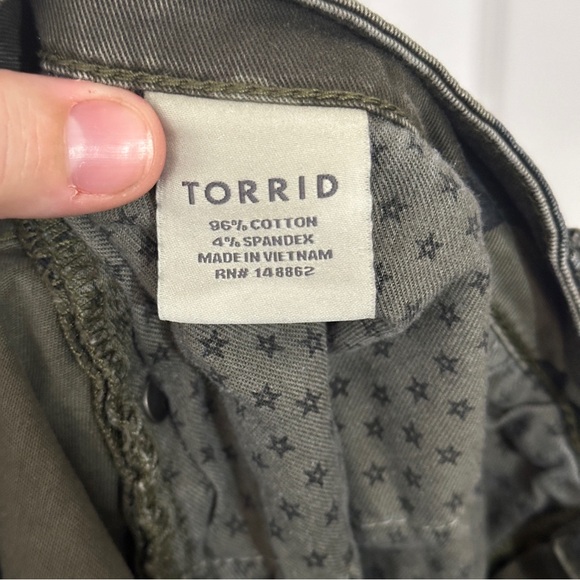 TORRID
96% COTTON
4% SPANDEX
MADE IN VIETNAM
RN# 148862